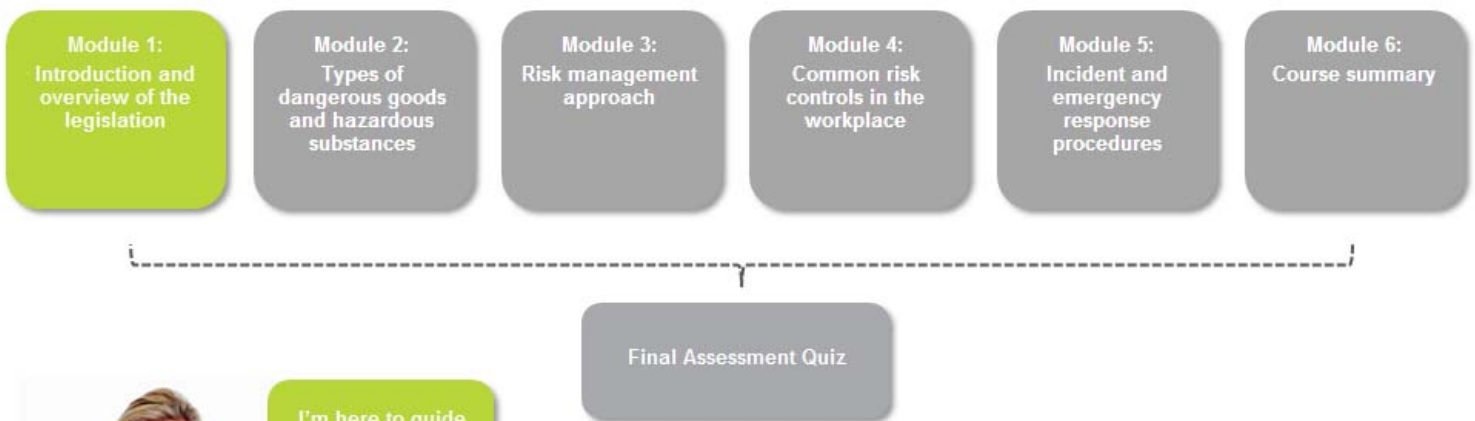 Module 1:
Introduction and
overview of the
legislation
Module 2:
Types of
dangerous goods
and hazardous
substances
Module 3:
Risk management
approach
Module 4:
Common risk
controls in the
workplace
Module 5:
Incident and
emergency
response
procedures
Module 6:
Course summary
Final Assessment Quiz
I'm here to guide